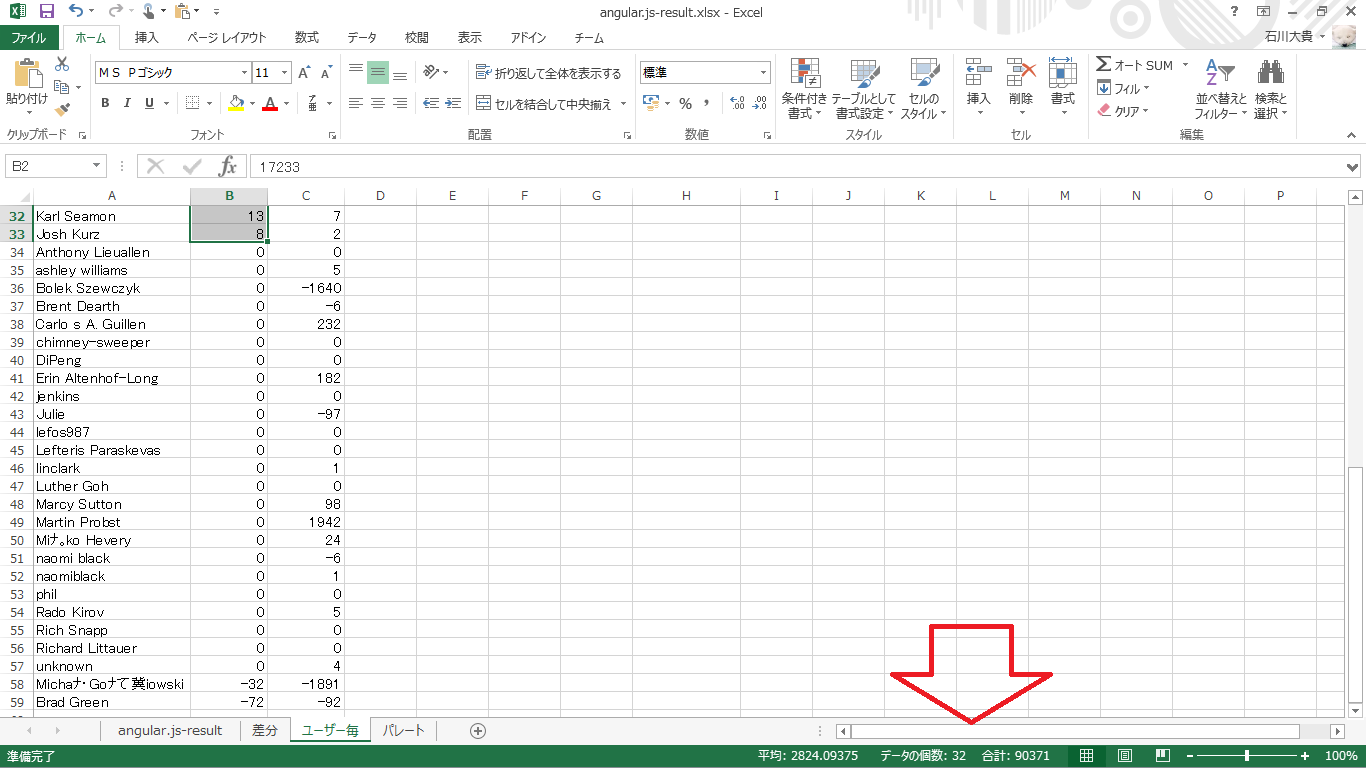 angular.js-result.xlsx - Excel
ファイル ホーム 挿入 ページ レイアウト 数式 データ 校閲 表示 アドイン チーム 石川大貴
ＭＳ Ｐゴシック 11 折り返して全体を表示する 標準 オート SUM
貼り付け B I U セルを結合して中央揃え % 条件付き テーブルとして セルの 挿入 削除 書式 フィル 並べ替えと 検索と
書式 書式設定 スタイル クリア フィルター 選択
クリップボード フォント 配置 数値 スタイル セル 編集
B2 fx 17233
A B C D E F G H I J K L M N O P
32 Karl Seamon 13 7
33 Josh Kurz 8 2
34 Anthony Lieuallen 0 0
35 ashley williams 0 5
36 Bolek Szewczyk 0 -1640
37 Brent Dearth 0 -6
38 Carlo s A. Guillen 0 232
39 chimney-sweeper 0 0
40 DiPeng 0 0
41 Erin Altenhof-Long 0 182
42 jenkins 0 0
43 Julie 0 -97
44 lefos987 0 0
45 Lefteris Paraskevas 0 0
46 linclark 0 1
47 Luther Goh 0 0
48 Marcy Sutton 0 98
49 Martin Probst 0 1942
50 Miﾅ｡ko Hevery 0 24
51 naomi black 0 -6
52 naomiblack 0 1
53 phil 0 0
54 Rado Kirov 0 5
55 Rich Snapp 0 0
56 Richard Littauer 0 0
57 unknown 0 4
58 Michaﾅ・Goﾅて冀iowski -32 -1891
59 Brad Green -72 -92
angular.js-result 差分 ユーザー毎 パレート
準備完了 平均: 2824.09375 データの個数: 32 合計: 90371 100%